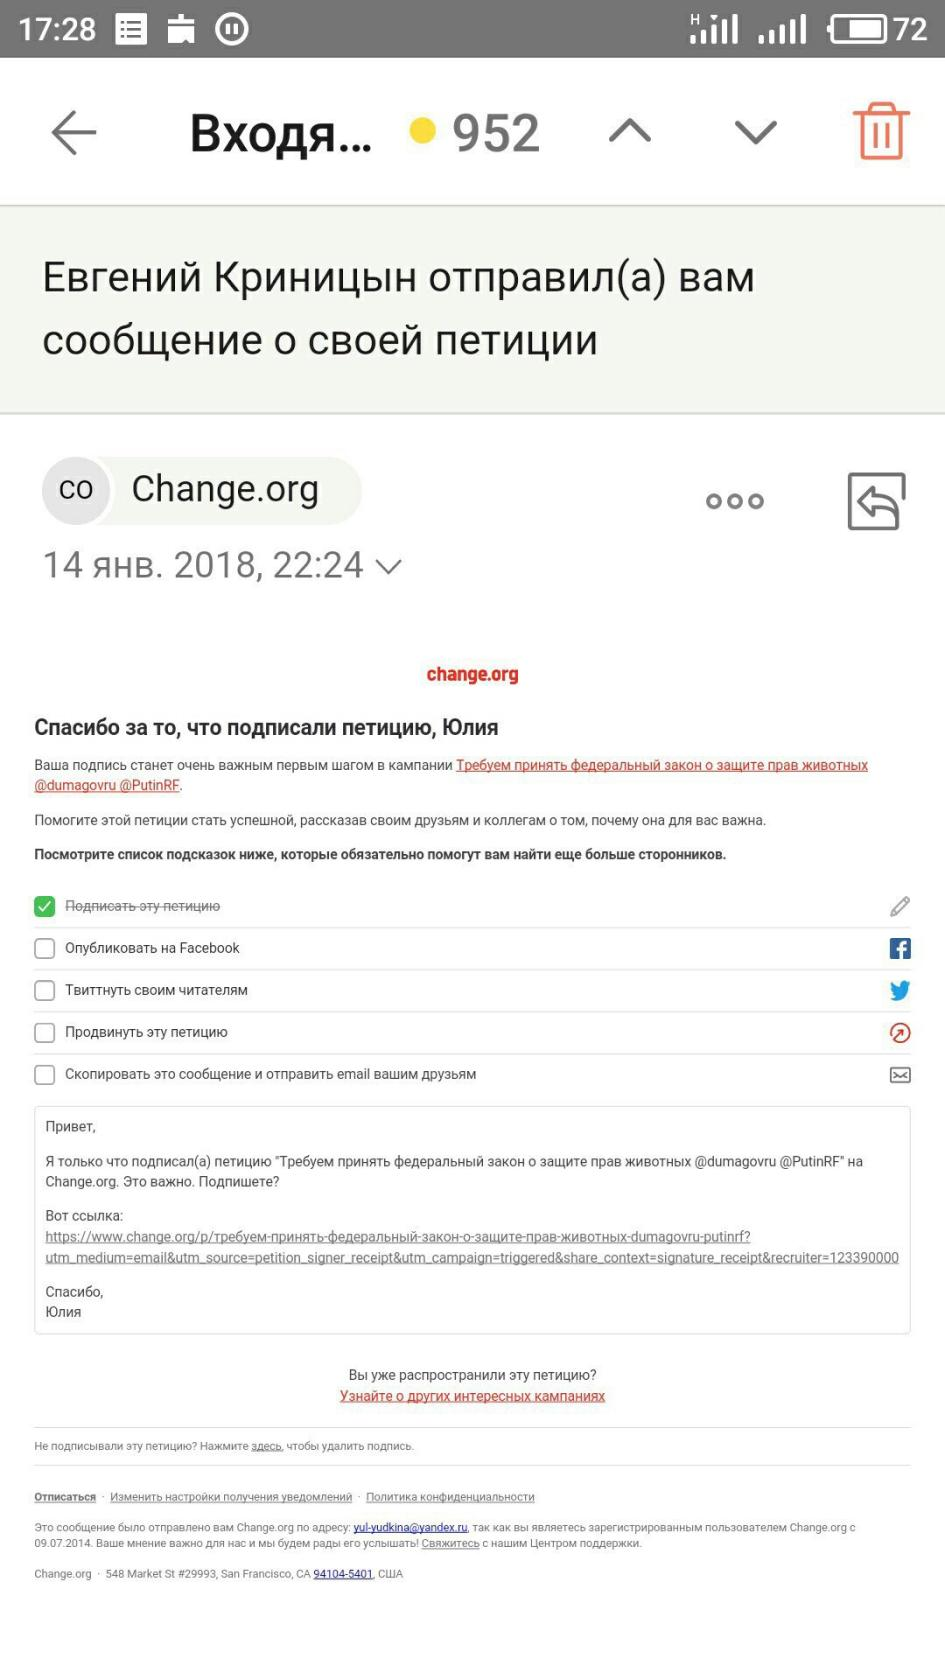 17:28
H
72
Входя... 952
Евгений Криницын отправил(а) вам
сообщение о своей петиции
CO Change.org
14 янв. 2018, 22:24
change.org
Спасибо за то, что подписали петицию, Юлия
Ваша подпись станет очень важным первым шагом в кампании Требуем принять федеральный закон о защите прав животных
@dumagovru @PutinRF.
Помогите этой петиции стать успешной, рассказав своим друзьям и коллегам о том, почему она для вас важна.
Посмотрите список подсказок ниже, которые обязательно помогут вам найти еще больше сторонников.
Подписать эту петицию
Опубликовать на Facebook
Твиттнуть своим читателям
Продвинуть эту петицию
Скопировать это сообщение и отправить email вашим друзьям
Привет,
Я только что подписал(а) петицию "Требуем принять федеральный закон о защите прав животных @dumagovru @PutinRF" на
Change.org. Это важно. Подпишете?
Вот ссылка:
https://www.change.org/p/требуем-принять-федеральный-закон-о-защите-прав-животных-dumagovru-putinrf?
utm_medium=email&utm_source=petition_signer_receipt&utm_campaign=triggered&share_context=signature_receipt&recruiter=123390000
Спасибо,
Юлия
Вы уже распространили эту петицию?
Узнайте о других интересных кампаниях
Не подписывали эту петицию? Нажмите здесь, чтобы удалить подпись.
Отписаться · Изменить настройки получения уведомлений · Политика конфиденциальности
Это сообщение было отправлено вам Change.org по адресу: yul-yudkina@yandex.ru, так как вы являетесь зарегистрированным пользователем Change.org с
09.07.2014. Ваше мнение важно для нас и мы будем рады его услышать! Свяжитесь с нашим Центром поддержки.
Change.org · 548 Market St #29993, San Francisco, CA 94104-5401, США